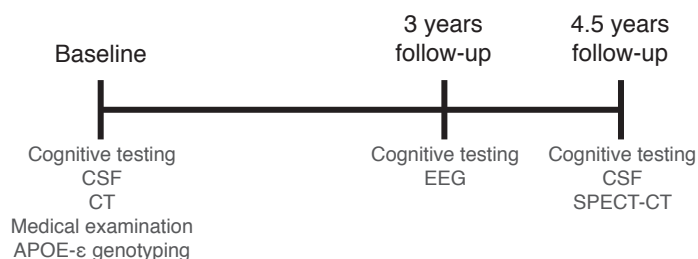 Baseline
3 years
follow-up
4.5 years
follow-up
Cognitive testing
CSF
CT
Medical examination
APOE-ε genotyping
Cognitive testing
EEG
Cognitive testing
CSF
SPECT-CT